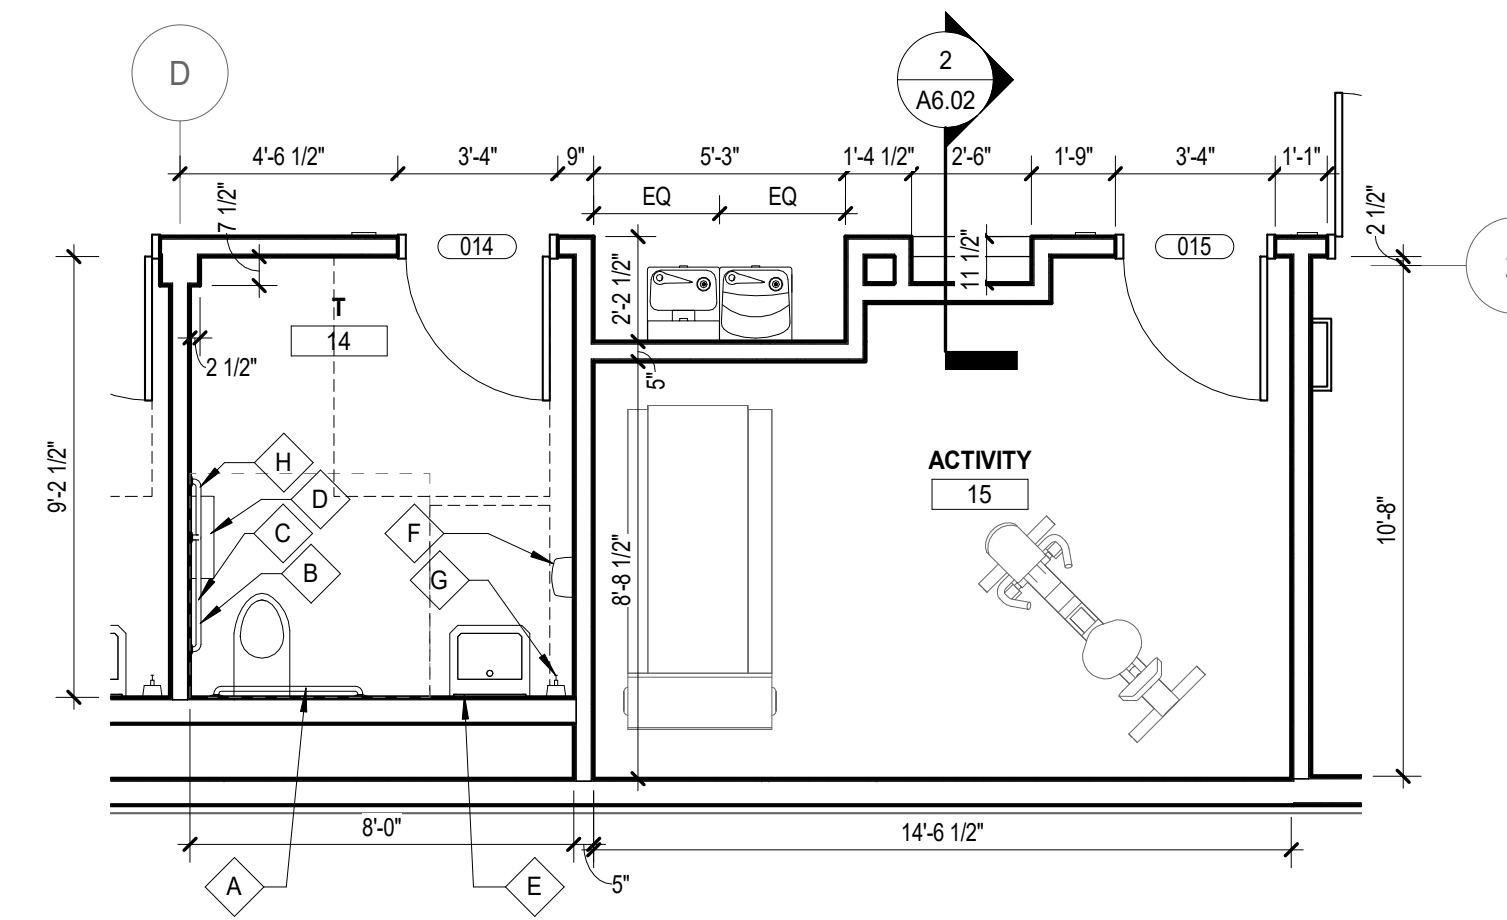 D
2
A6.02
4'-6 1/2"
3'-4"
9"
5'-3"
1'-4 1/2"
2'-6"
1'-9"
3'-4"
1'-1"
EQ
EQ
7 1/2"
2 1/2"
014
11 1/2"
015
2'-2 1/2"
T
14
2 1/2"
5"
ACTIVITY
15
H
D
C
B
F
G
9'-2 1/2"
8'-8 1/2"
10'-8"
8'-0"
14'-6 1/2"
A
E
5"